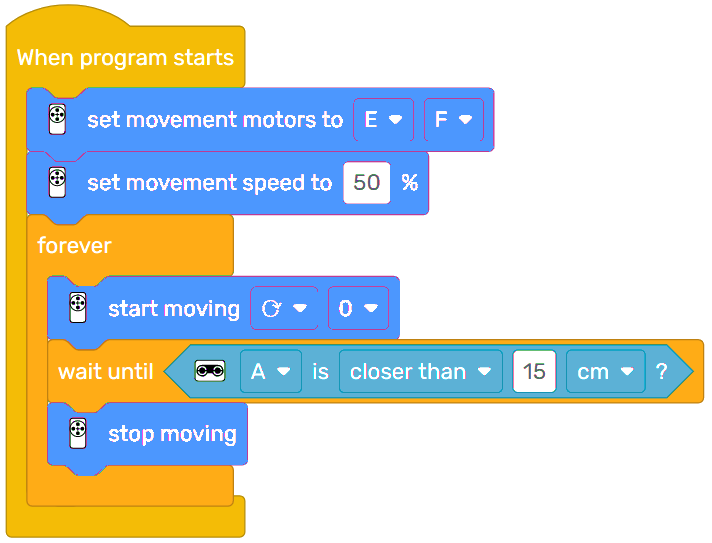 When program starts
set movement motors to E F
set movement speed to 50 %
forever
start moving 0
wait until A is closer than 15 cm ?
stop moving